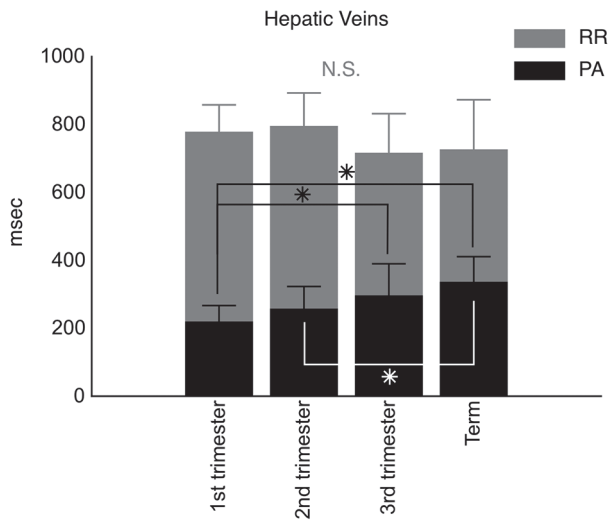 Hepatic Veins
RR
PA
N.S.
1000
800
600
400
200
0
msec
*
*
*
1st trimester
2nd trimester
3rd trimester
Term